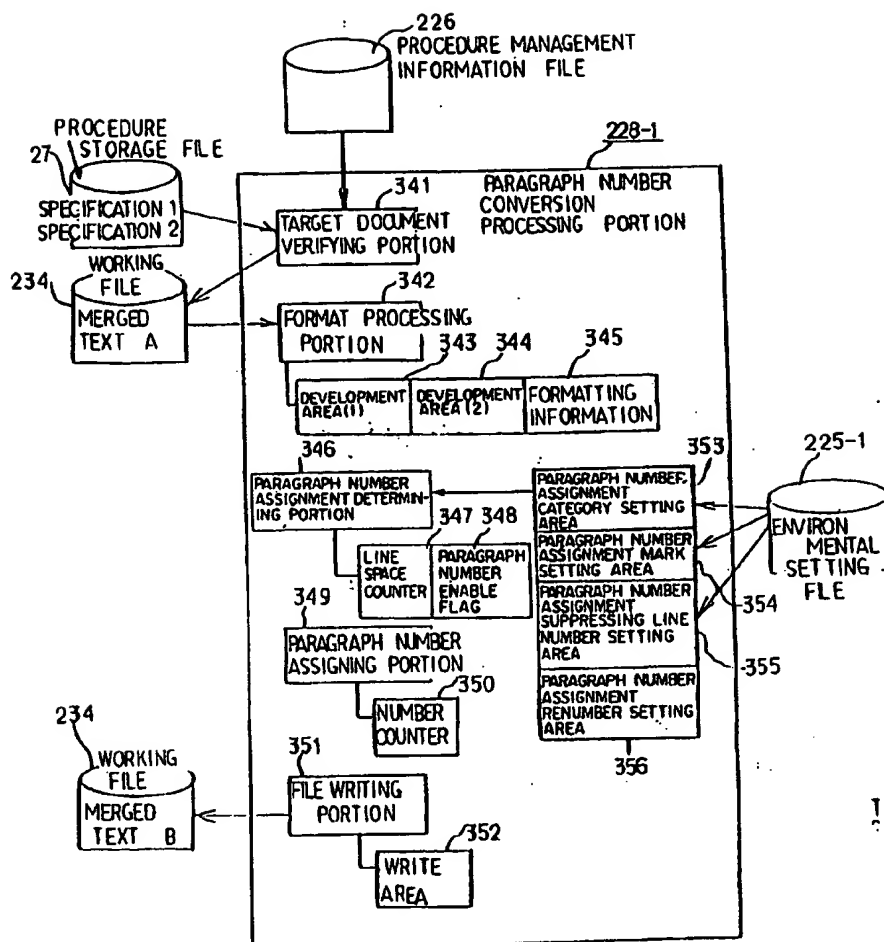 226
PROCEDURE MANAGEMENT
INFORMATION FILE
PROCEDURE
STORAGE FILE
27
SPECIFICATION 1
SPECIFICATION 2
228-1
PARAGRAPH NUMBER
CONVERSION
PROCESSING PORTION
341
TARGET DOCUMENT
VERIFYING PORTION
234
WORKING
FILE
MERGED
TEXT A
342
FORMAT PROCESSING
PORTION
343
344
345
DEVELOPMENT
AREA(1)
DEVELOPMENT
AREA(2)
FORMATTING
INFORMATION
346
PARAGRAPH NUMBER
ASSIGNMENT DETERMIN-
ING PORTION
347
348
LINE
SPACE
COUNTER
PARAGRAPH
NUMBER
ENABLE
FLAG
353
PARAGRAPH NUMBER
ASSIGNMENT
CATEGORY SETTING
AREA
PARAGRAPH NUMBER
ASSIGNMENT MARK
SETTING AREA
354
PARAGRAPH NUMBER
ASSIGNMENT
SUPPRESSING LINE
NUMBER SETTING
AREA
355
PARAGRAPH NUMBER
ASSIGNMENT
RENUMBER SETTING
AREA
356
225-1
ENVIRON
MENTAL
SETTING
FLE
349
PARAGRAPH NUMBER
ASSIGNING PORTION
350
NUMBER
COUNTER
234
WORKING
FILE
MERGED
TEXT B
351
FILE WRITING
PORTION
352
WRITE
AREA